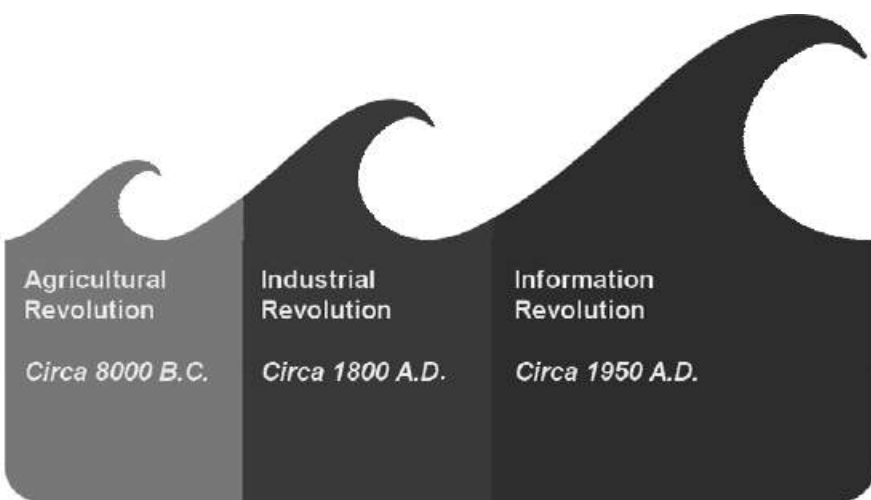 Agricultural
Revolution
Circa 8000 B.C.
Industrial
Revolution
Circa 1800 A.D.
Information
Revolution
Circa 1950 A.D.